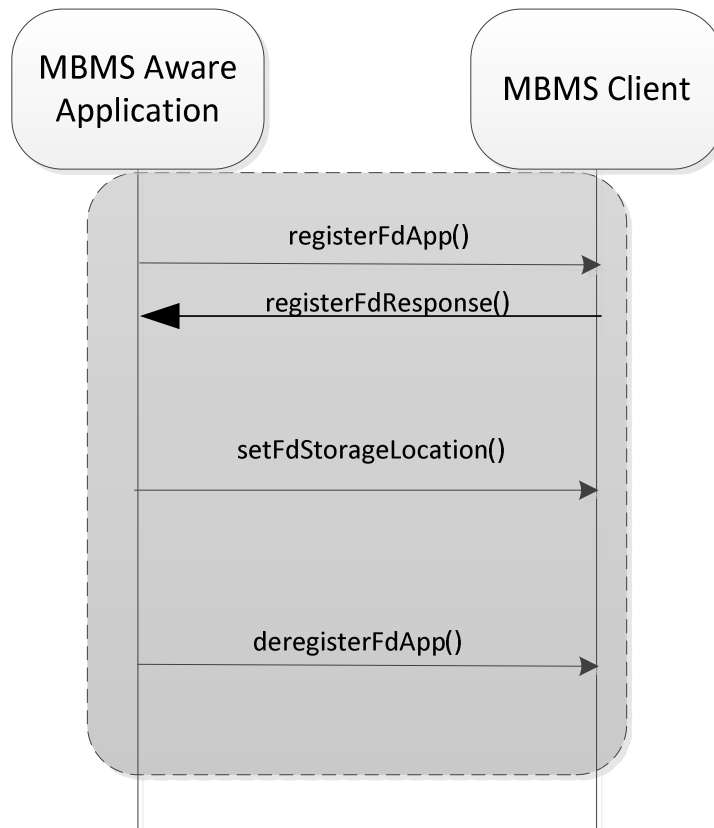 MBMS Aware
Application
MBMS Client
registerFdApp()
registerFdResponse()
setFdStorageLocation()
deregisterFdApp()